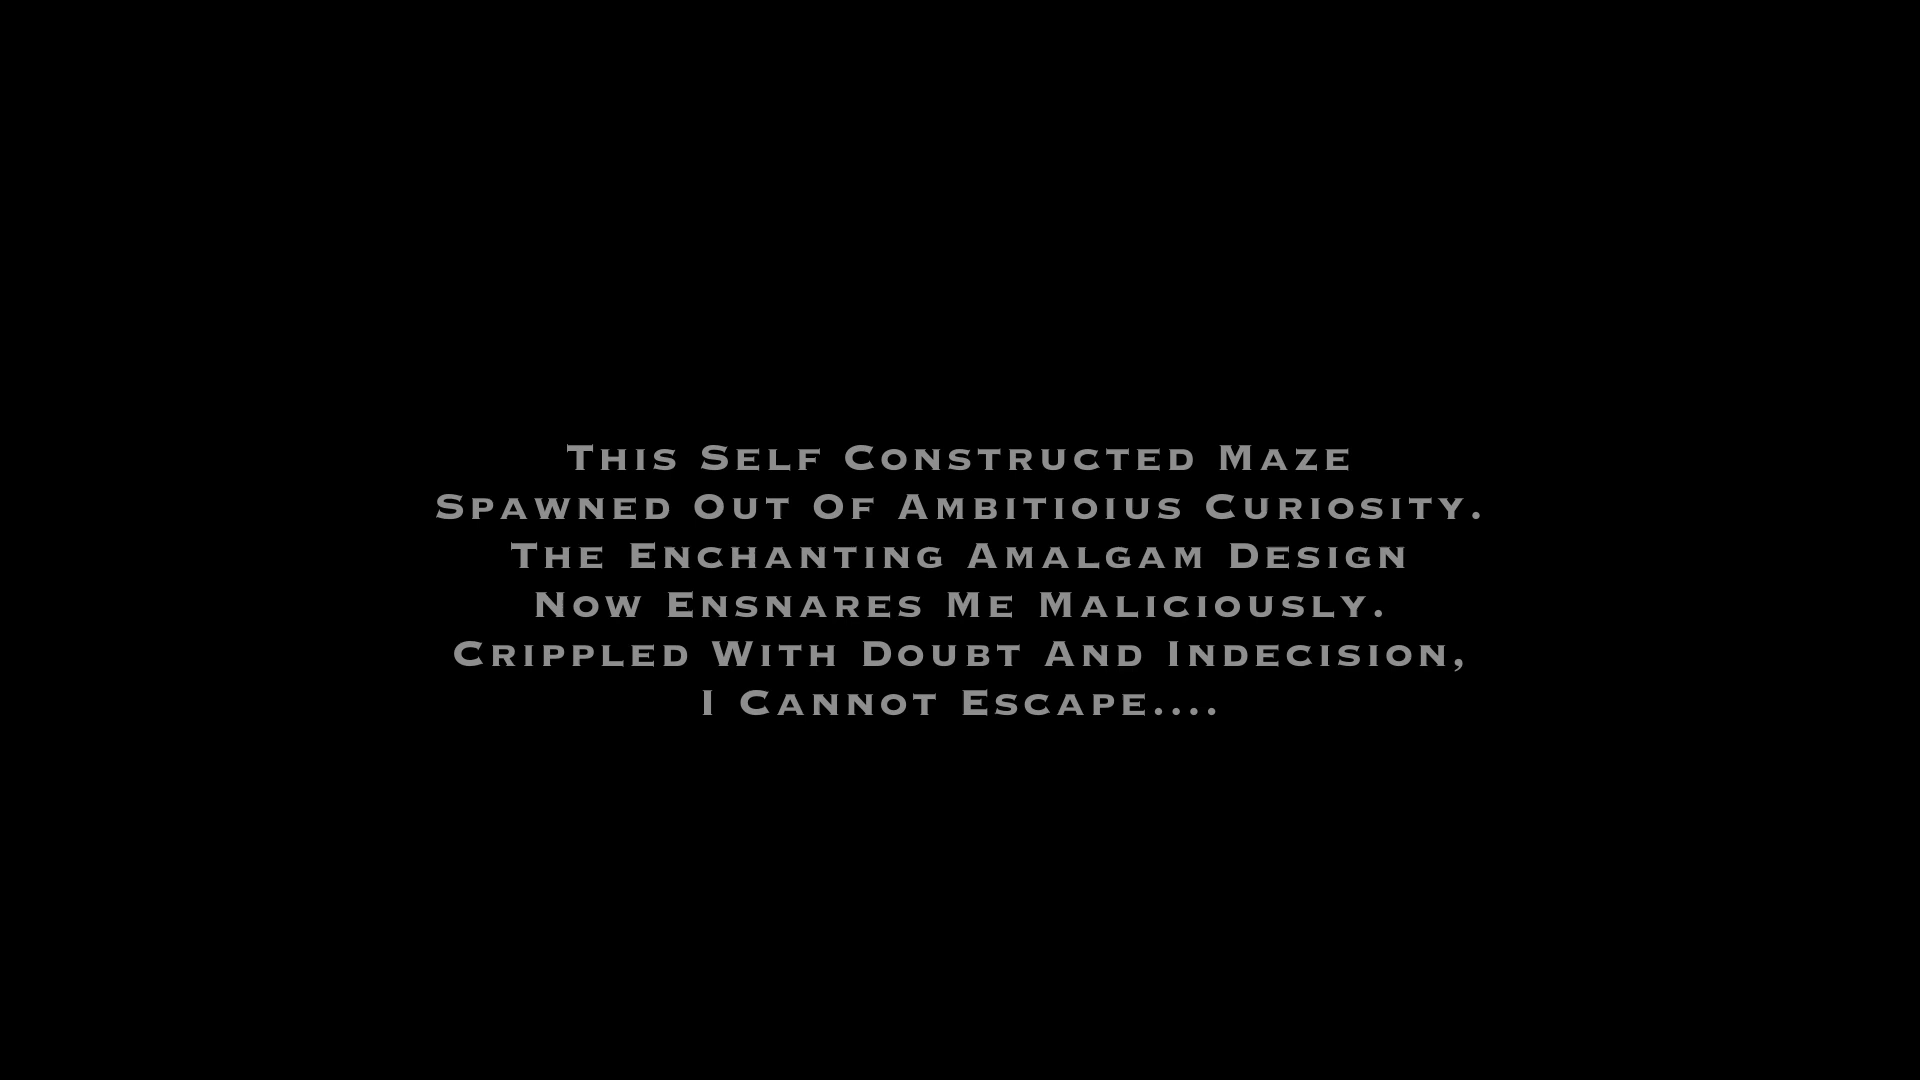 This Self Constructed Maze
Spawned Out Of Ambitioius Curiosity.
The Enchanting Amalgam Design
Now Ensnares Me Maliciously.
Crippled With Doubt And Indecision,
I Cannot Escape....